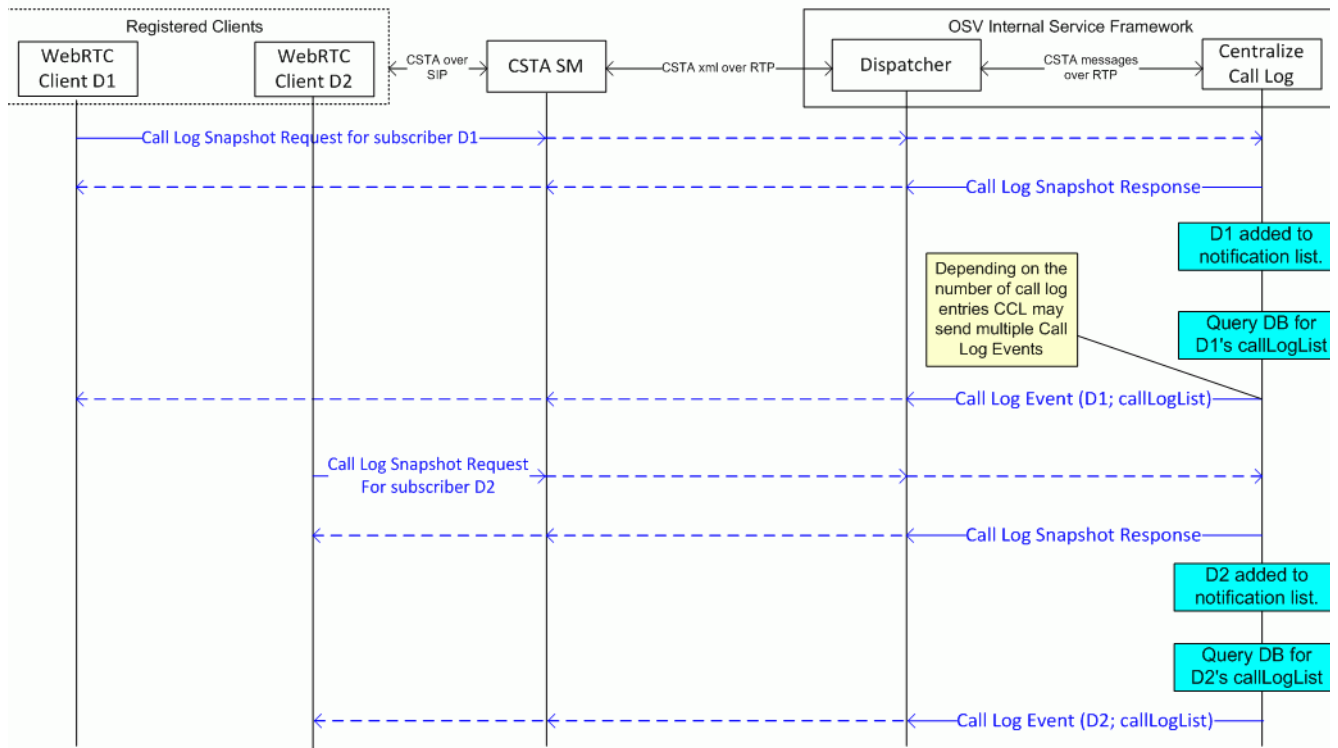 Registered Clients
OSV Internal Service Framework
WebRTC
Client D1
WebRTC
Client D2
CSTA over
SIP
CSTA SM
CSTA xml over RTP
Dispatcher
CSTA messages
over RTP
Centralize
Call Log
Call Log Snapshot Request for subscriber D1
Call Log Snapshot Response
D1 added to
notification list.
Depending on the
number of call log
entries CCL may
send multiple Call
Log Events
Query DB for
D1's callLogList
Call Log Event (D1; callLogList)
Call Log Snapshot Request
For subscriber D2
Call Log Snapshot Response
D2 added to
notification list.
Query DB for
D2's callLogList
Call Log Event (D2; callLogList)